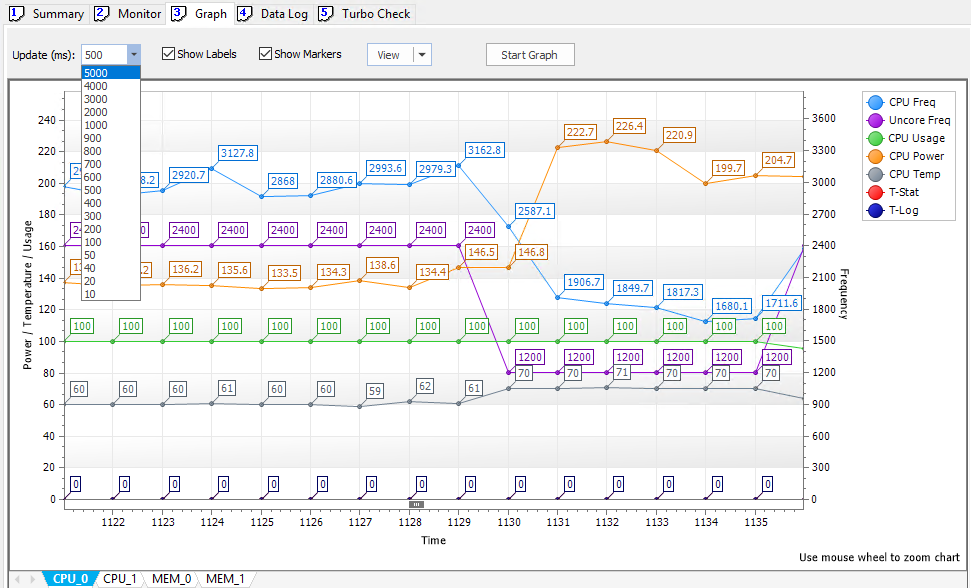 1 Summary 2 Monitor 3 Graph 4 Data Log 5 Turbo Check
Update (ms): 500 Show Labels Show Markers View Start Graph
5000
4000
3000
2000
1000
900
800
700
600
500
400
300
200
100
50
40
20
10
CPU Freq
Uncore Freq
CPU Usage
CPU Power
CPU Temp
T-Stat
T-Log
Power / Temperature / Usage
240
220
200
180
160
140
120
100
80
60
40
20
0
3600
3300
3000
2700
2400
2100
1800
1500
1200
900
600
300
0
Frequency
8.2 2920.7 3127.8 2868 2880.6 2993.6 2979.3 3162.8 2587.1 1906.7 1849.7 1817.3 1680.1 1711.6
2400 2400 2400 2400 2400 2400 2400 1200 1200 1200 1200 1200 1200
136.2 135.6 133.5 134.3 138.6 134.4 146.5 146.8 222.7 226.4 220.9 199.7 204.7
100 100 100 100 100 100 100 100 100 100 100 100 100 100 100
60 60 60 61 60 60 59 62 61 70 70 71 70 70 70
0 0 0 0 0 0 0 0 0 0 0 0 0 0 0
1122 1123 1124 1125 1126 1127 1128 1129 1130 1131 1132 1133 1134 1135
Time
Use mouse wheel to zoom chart
CPU_0 CPU_1 MEM_0 MEM_1